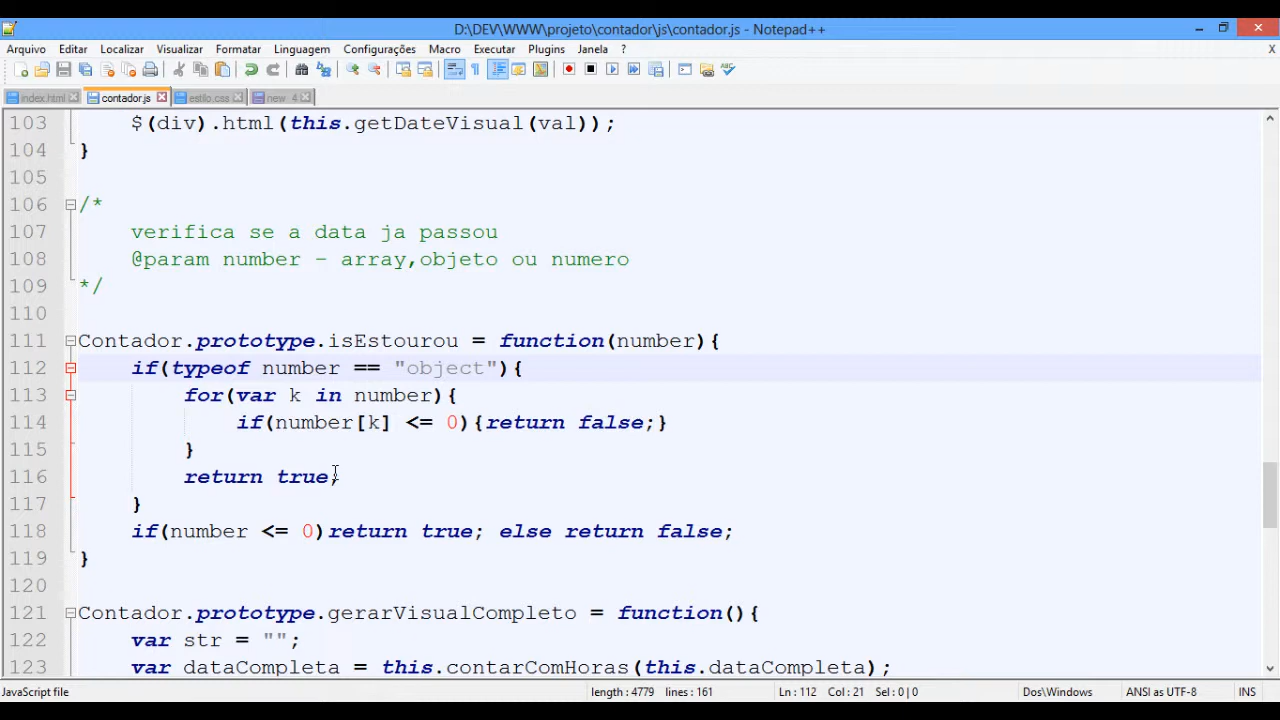 D:\DEV\WWW\projeto\contador\js\contador.js - Notepad++
Arquivo Editar Localizar Visualizar Formatar Linguagem Configurações Macro Executar Plugins Janela ? X
index.html contador.js estilo.css new 4
103 $(div).html(this.getDateVisual(val));
104 }
105
106 /*
107 verifica se a data ja passou
108 @param number - array,objeto ou numero
109 */
110
111 Contador.prototype.isEstourou = function(number){
112 if(typeof number == "object"){
113 for(var k in number){
114 if(number[k] <= 0){return false;}
115 }
116 return true;
117 }
118 if(number <= 0)return true; else return false;
119 }
120
121 Contador.prototype.gerarVisualCompleto = function(){
122 var str = "";
123 var dataCompleta = this.contarComHoras(this.dataCompleta);
JavaScript file length : 4779 lines : 161 Ln : 112 Col : 21 Sel : 0 | 0 Dos\Windows ANSI as UTF-8 INS